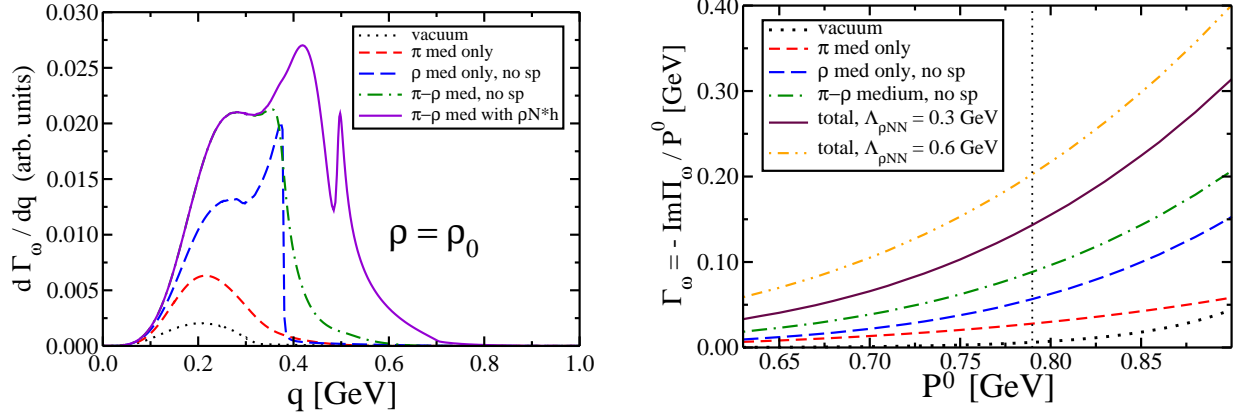 0.030
0.025
0.020
0.015
0.010
0.005
0.000
d Γω / dq (arb. units)
vacuum
π med only
ρ med only, no sp
π−ρ med, no sp
π−ρ med with ρN*h
ρ = ρ0
0.0 0.2 0.4 0.6 0.8 1.0
q [GeV]
0.40
0.30
0.20
0.10
0.00
Γω = - ImΠω / P0 [GeV]
vacuum
π med only
ρ med only, no sp
π−ρ medium, no sp
total, ΛρNN = 0.3 GeV
total, ΛρNN = 0.6 GeV
0.65 0.70 0.75 0.80 0.85
P0 [GeV]